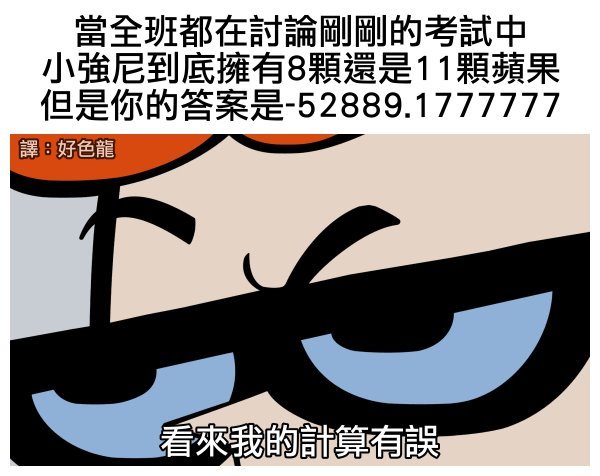 當全班都在討論剛剛的考試中
小強尼到底擁有8顆還是11顆蘋果
但是你的答案是-52889.1777777
譯：好色龍
看來我的計算有誤